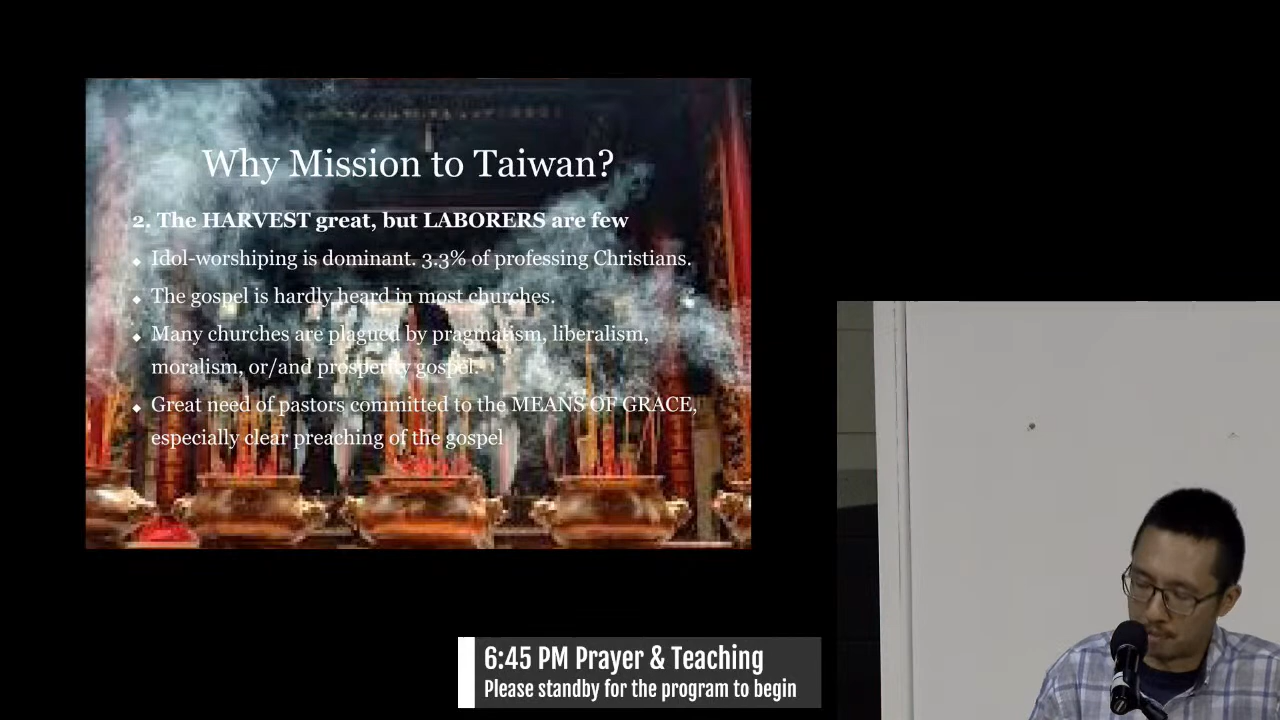 Why Mission to Taiwan?
2. The HARVEST great, but LABORERS are few
◆ Idol-worshiping is dominant. 3.3% of professing Christians.
◆ The gospel is hardly heard in most churches.
◆ Many churches are plagued by pragmatism, liberalism,
moralism, or/and prosperity gospel.
◆ Great need of pastors committed to the MEANS OF GRACE,
especially clear preaching of the gospel
6:45 PM Prayer & Teaching
Please standby for the program to begin